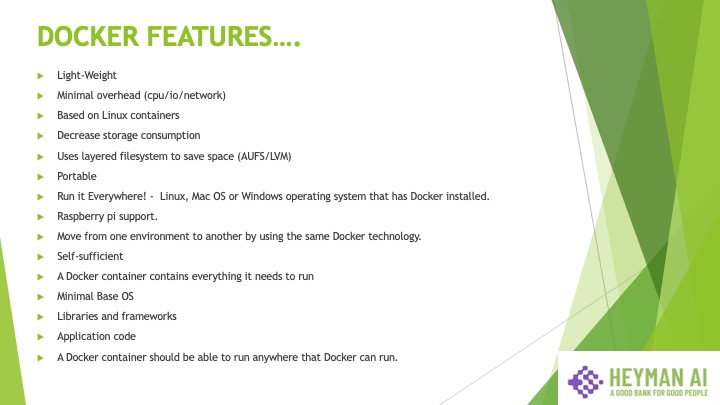 DOCKER FEATURES....
Light-Weight
Minimal overhead (cpu/io/network)
Based on Linux containers
Decrease storage consumption
Uses layered filesystem to save space (AUFS/LVM)
Portable
Run it Everywhere! - Linux, Mac OS or Windows operating system that has Docker installed.
Raspberry pi support.
Move from one environment to another by using the same Docker technology.
Self-sufficient
A Docker container contains everything it needs to run
Minimal Base OS
Libraries and frameworks
Application code
A Docker container should be able to run anywhere that Docker can run.
HEYMAN AI
A GOOD BANK FOR GOOD PEOPLE